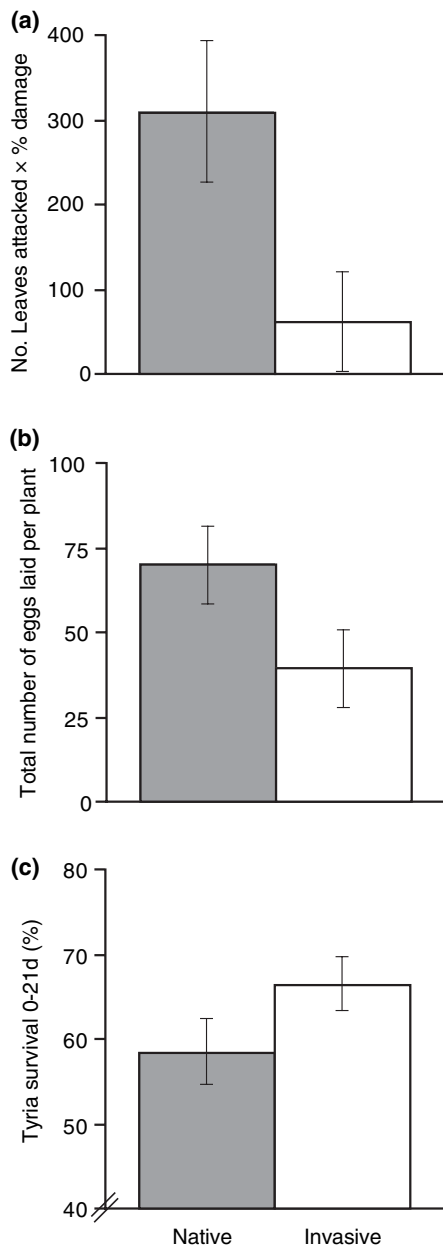 (a)
No. Leaves attacked × % damage
400
300
200
100
0
(b)
Total number of eggs laid per plant
100
75
50
25
0
(c)
Tyria survival 0-21d (%)
80
70
60
50
40
Native
Invasive